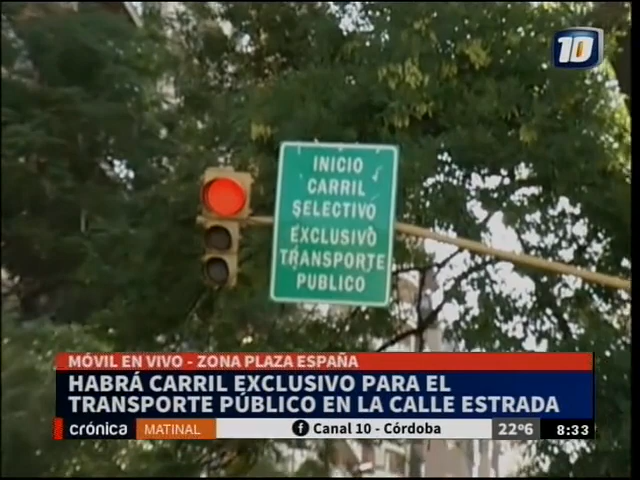 10
INICIO
CARRIL
SELECTIVO
EXCLUSIVO
TRANSPORTE
PUBLICO
MÓVIL EN VIVO - ZONA PLAZA ESPAÑA
HABRÁ CARRIL EXCLUSIVO PARA EL
TRANSPORTE PÚBLICO EN LA CALLE ESTRADA
crónica MATINAL f Canal 10 - Córdoba 22°6 8:33